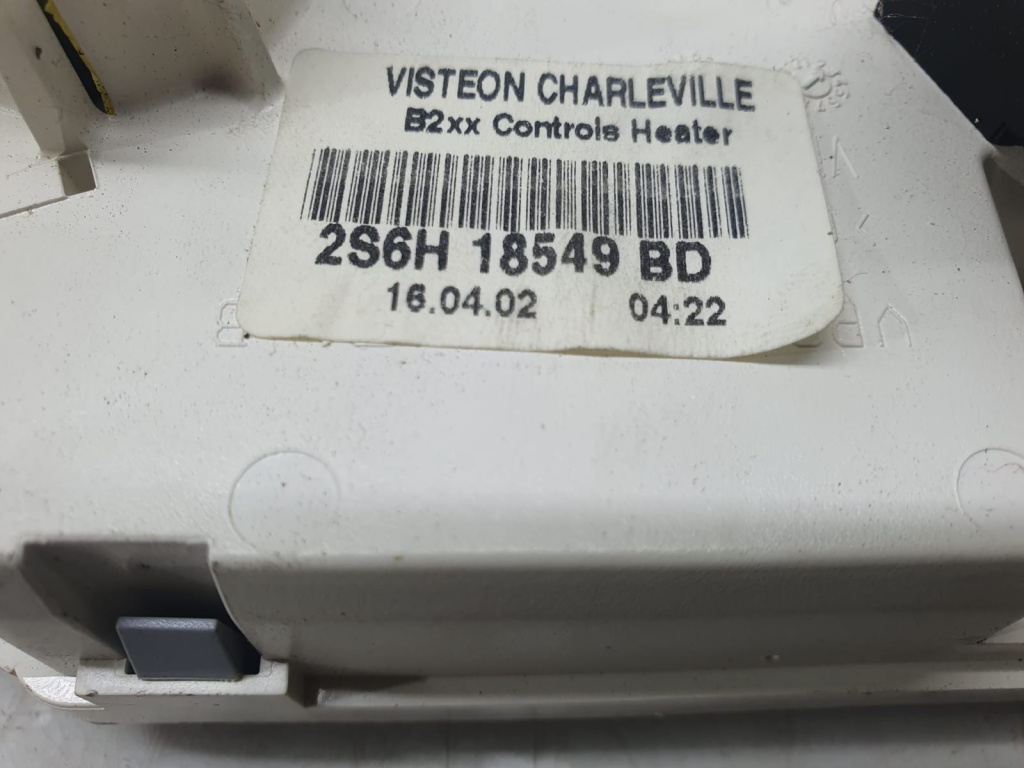 VISTEON CHARLEVILLE
B2xx Controls Heater
2S6H 18549 BD
16.04.02 04:22